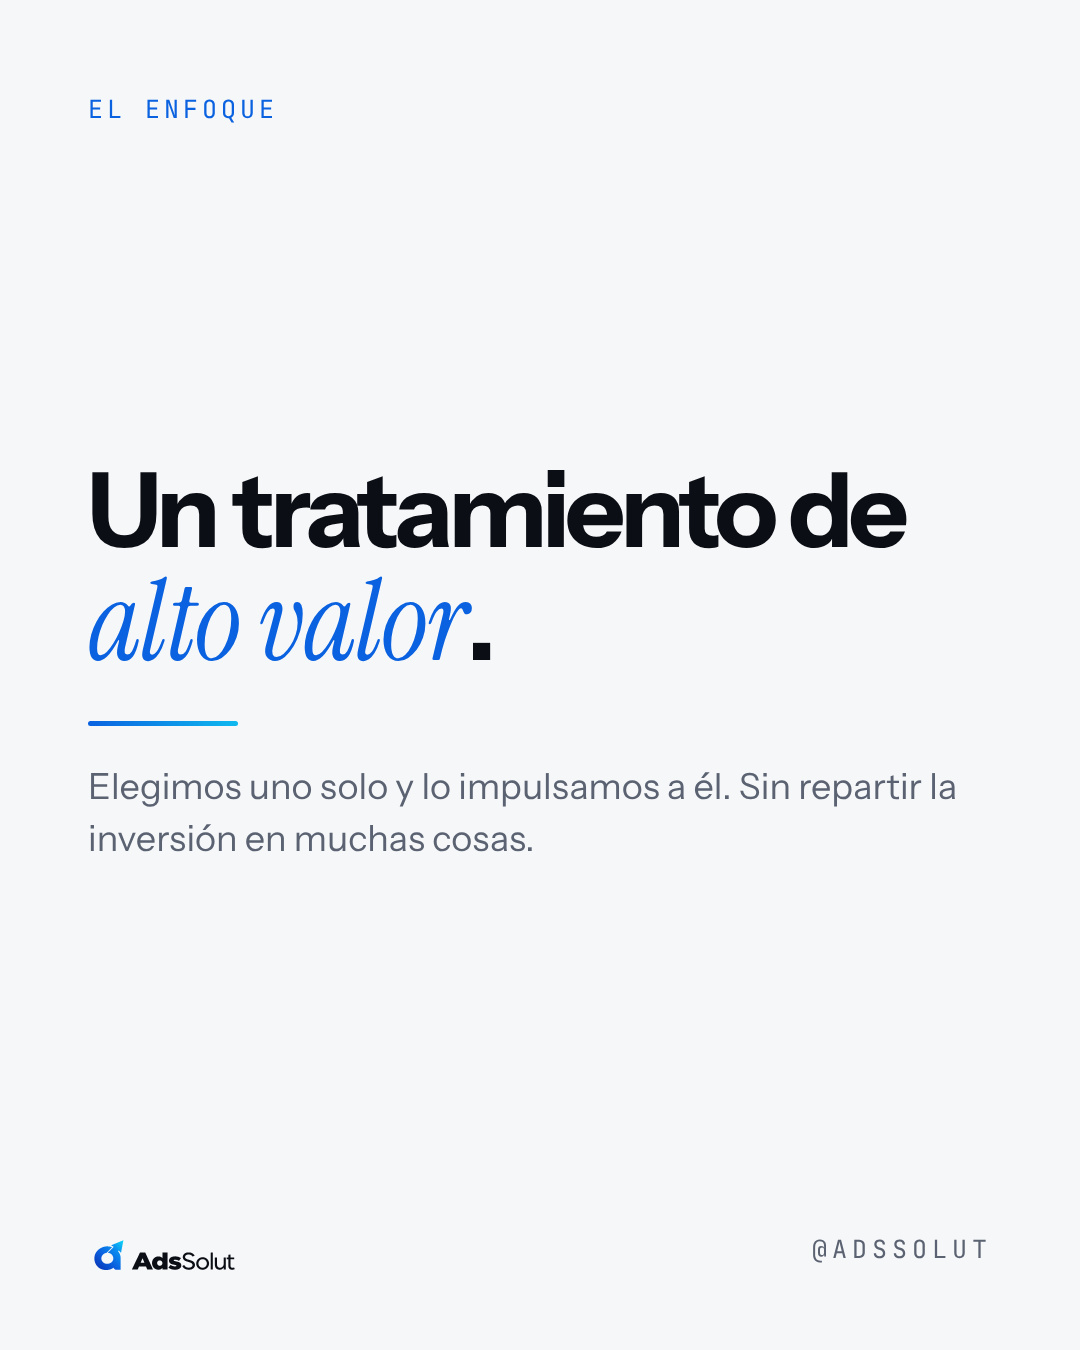 EL ENFOQUE
Un tratamiento de
alto valor.
Elegimos uno solo y lo impulsamos a él. Sin repartir la
inversión en muchas cosas.
AdsSolut
@ADSSOLUT